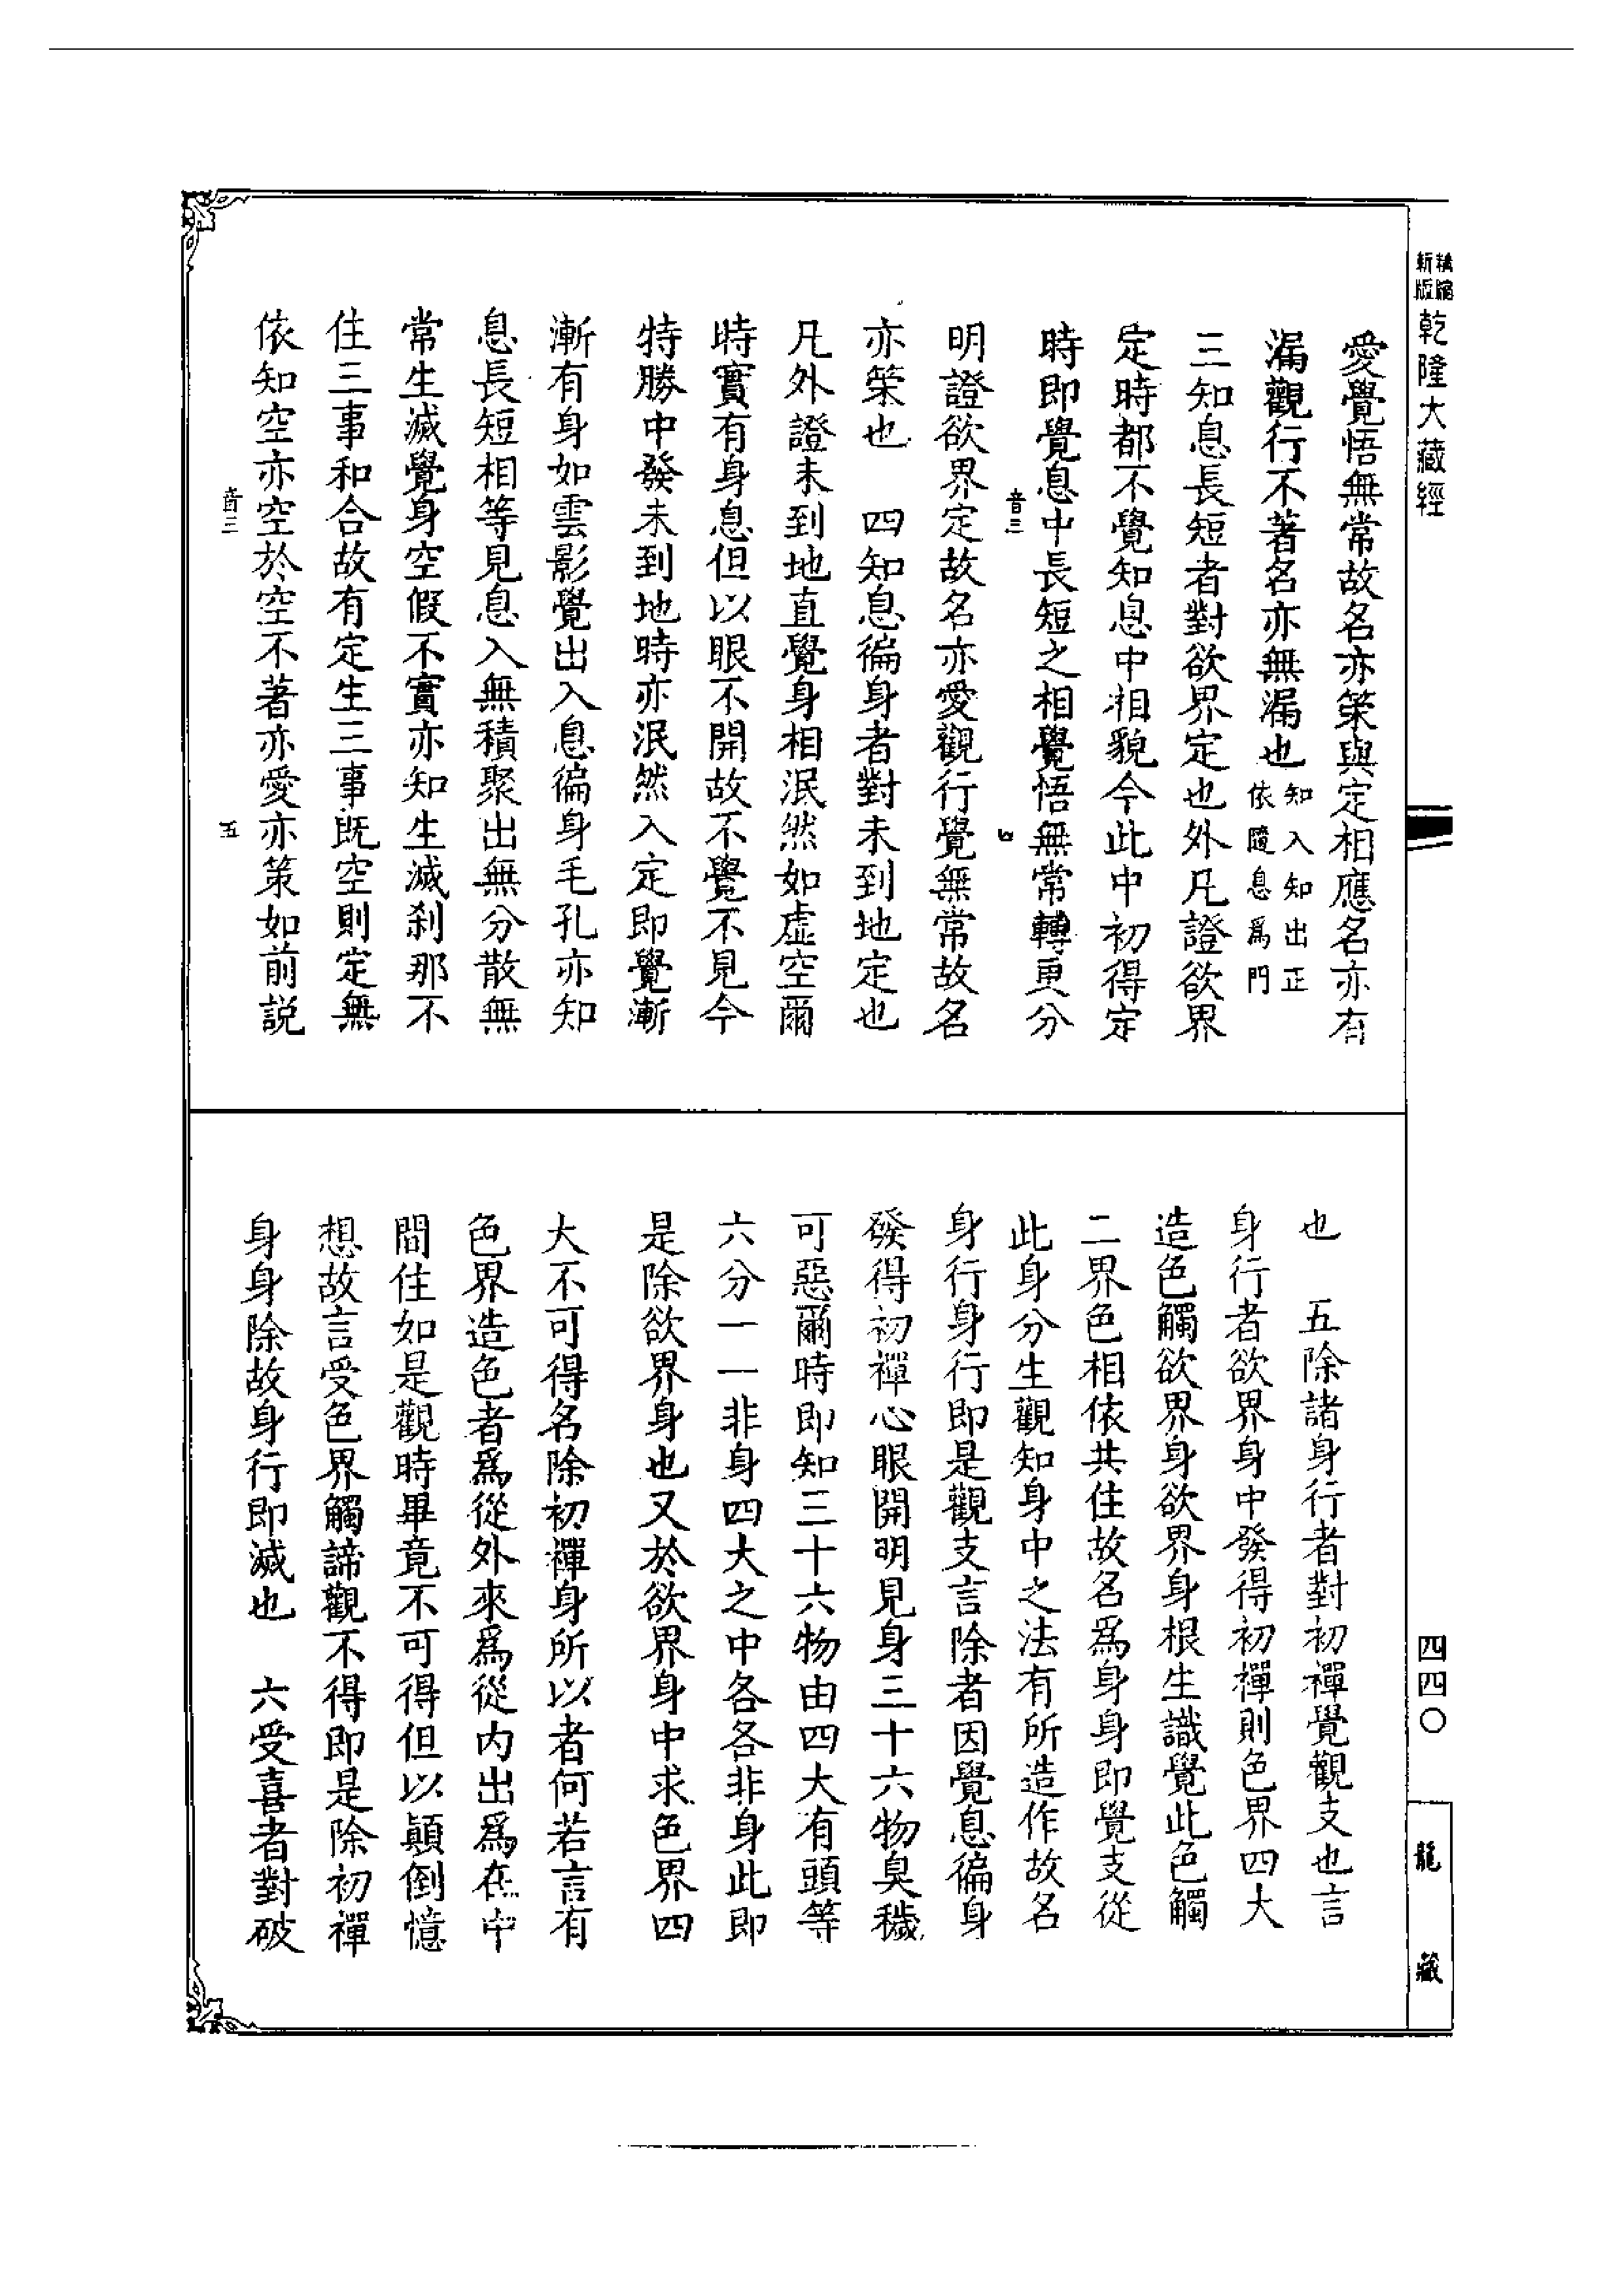 新版精縮
乾隆大藏經
愛覺悟無常故名亦策與定相應名亦有
漏觀行不著名亦無漏也知入知出正依隨息為門
三知息長短者對欲界定也外凡證欲界
定時都不覺知息中相貌今此中初得定
時即覺息中長短之相覺悟無常轉更分
音三 四
明證欲界定故名亦愛觀行覺無常故名
亦策也 四知息徧身者對未到地定也
凡外證未到地直覺身相泯然如虛空爾
時實有身息但以眼不開故不覺不見今
特勝中發未到地時亦泯然入定即覺漸
漸有身如雲影覺出入息徧身毛孔亦知
息長短相等見息入無積聚出無分散無
常生滅覺身空假不實亦知生滅刹那不
住三事和合故有定生三事既空則定無
依知空亦空於空不著亦愛亦策如前説
音三 五
也 五除諸身行者對初禪覺觀支也言
身行者欲界身中發得初禪則色界四大
造色觸欲界身欲界身根生識覺此色觸
二界色相依共住故名為身身即覺支從
此身分生觀知身中之法有所造作故名
身行身行即是觀支言除者因覺息徧身
發得初禪心眼開明見身三十六物臭穢
可惡爾時即知三十六物由四大有頭等
六分一一非身四大之中各各非身此即
是除欲界身也又於欲界身中求色界四
大不可得名除初禪身所以者何若言有
色界造色者為從外來為從内出為在中
間住如是觀時畢竟不可得但以顛倒憶
想故言受色界觸諦觀不得即是除初禪
身身除故身行即滅也 六受喜者對破
四四〇
龍藏